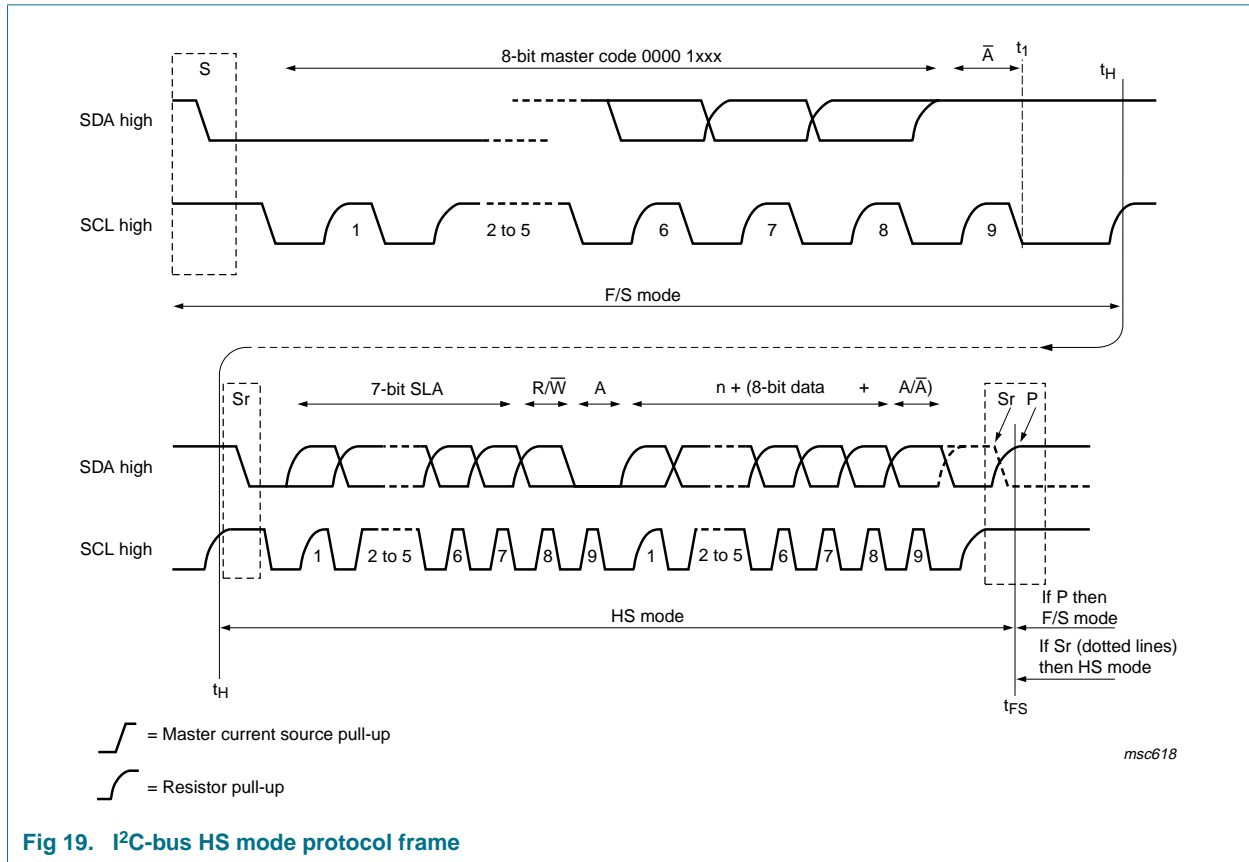 S
8-bit master code 0000 1xxx
A̅
t1
tH
SDA high
SCL high
1
2 to 5
6
7
8
9
F/S mode
Sr
7-bit SLA
R/W̅
A
n + (8-bit data
+
A/A̅)
Sr
P
SDA high
SCL high
1
2 to 5
6
7
8
9
1
2 to 5
6
7
8
9
If P then
F/S mode
HS mode
If Sr (dotted lines)
then HS mode
tH
tFS
= Master current source pull-up
= Resistor pull-up
msc618
Fig 19. I²C-bus HS mode protocol frame